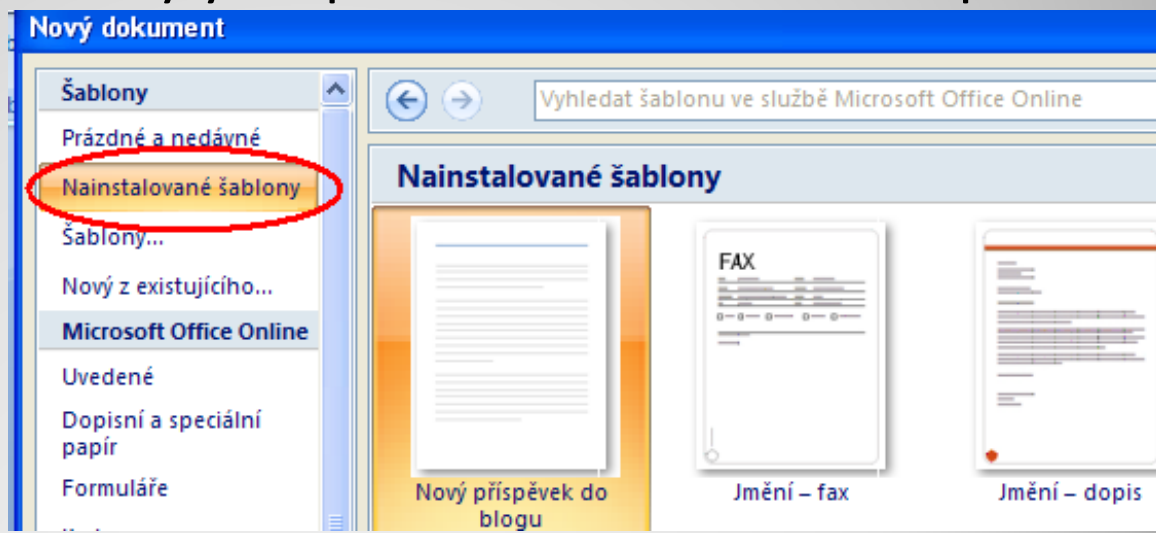 Nový dokument
Šablony
Prázdné a nedávné
Nainstalované šablony
Šablony...
Nový z existujícího...
Microsoft Office Online
Uvedené
Dopisní a speciální
papír
Formuláře
Vyhledat šablonu ve službě Microsoft Office Online
Nainstalované šablony
FAX
Nový příspěvek do
blogu
Jmění – fax
Jmění – dopis